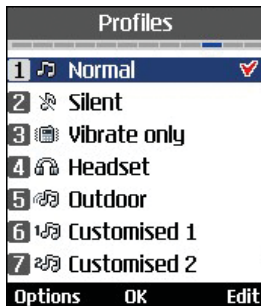 Profiles
1 Normal
2 Silent
3 Vibrate only
4 Headset
5 Outdoor
6 Customised 1
7 Customised 2
Options OK Edit